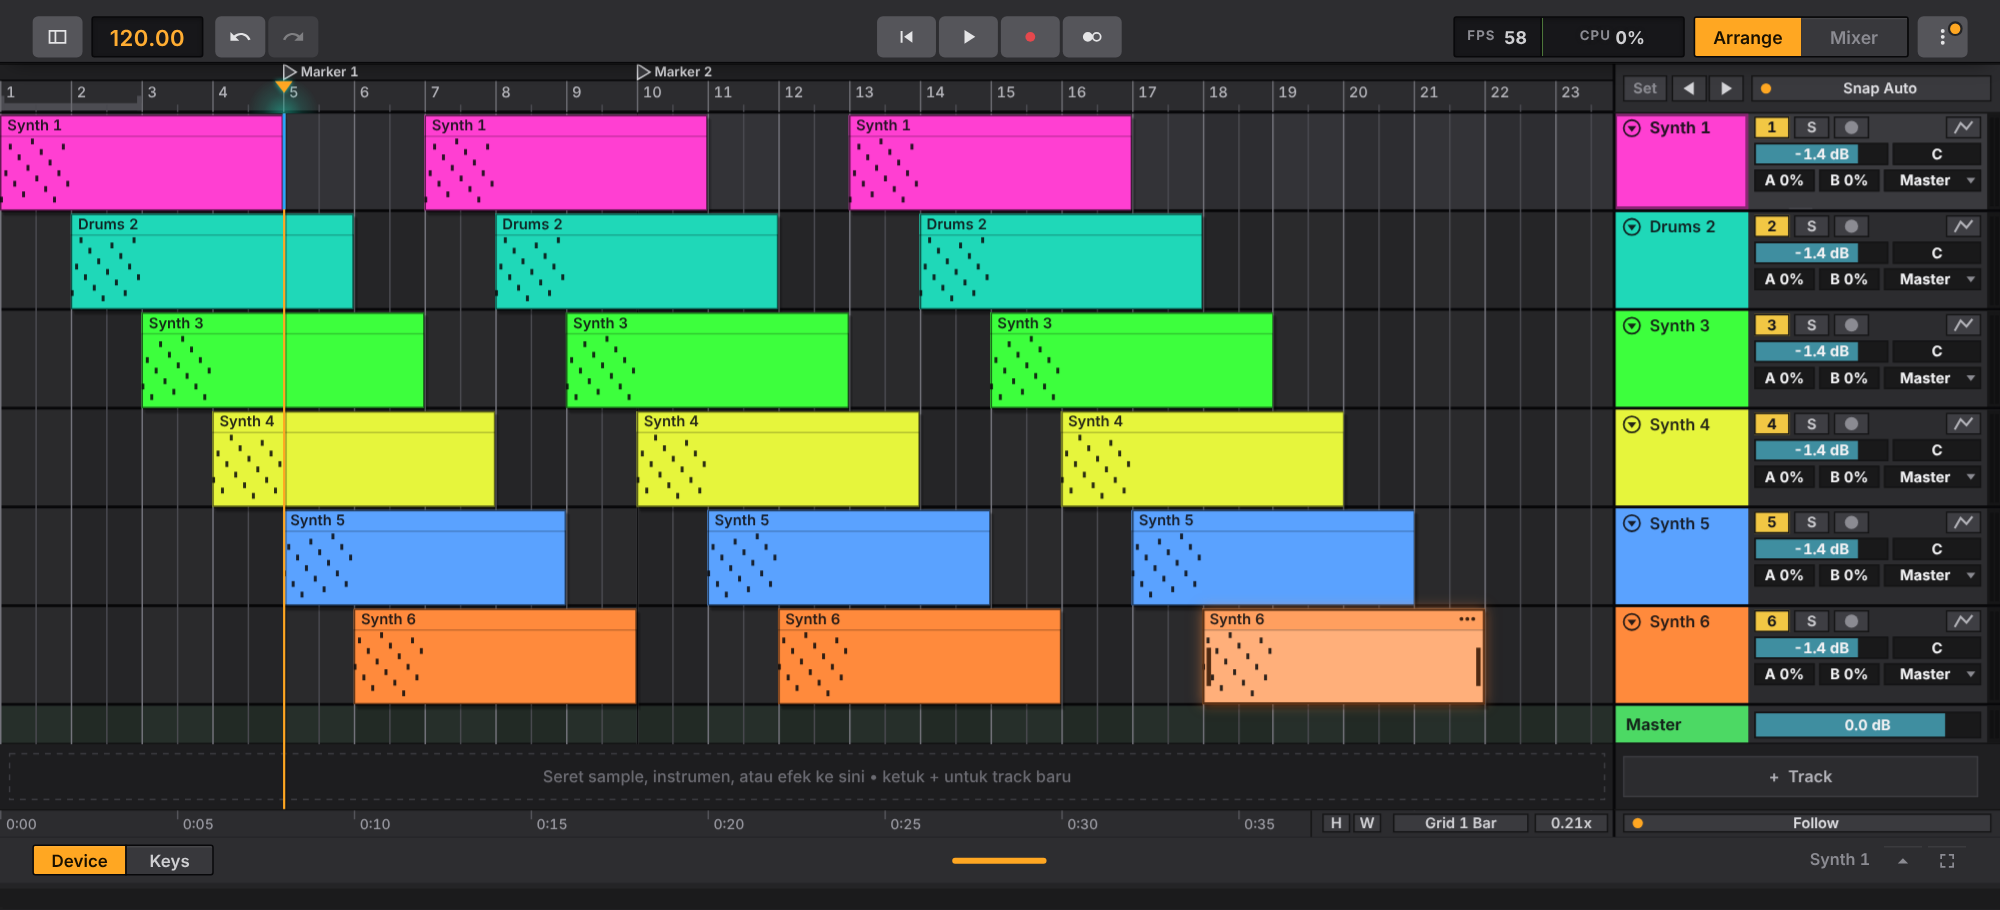 120.00
FPS 58 CPU 0% Arrange Mixer
Marker 1 Marker 2
1 2 3 4 5 6 7 8 9 10 11 12 13 14 15 16 17 18 19 20 21 22 23 Set Snap Auto
Synth 1 Synth 1 Synth 1 Synth 1 1 S
-1.4 dB C
A 0% B 0% Master
Drums 2 Drums 2 Drums 2 Drums 2 2 S
-1.4 dB C
A 0% B 0% Master
Synth 3 Synth 3 Synth 3 Synth 3 3 S
-1.4 dB C
A 0% B 0% Master
Synth 4 Synth 4 Synth 4 Synth 4 4 S
-1.4 dB C
A 0% B 0% Master
Synth 5 Synth 5 Synth 5 Synth 5 5 S
-1.4 dB C
A 0% B 0% Master
Synth 6 Synth 6 Synth 6 Synth 6 6 S
-1.4 dB C
A 0% B 0% Master
Master 0.0 dB
Seret sample, instrumen, atau efek ke sini • ketuk + untuk track baru + Track
0:00 0:05 0:10 0:15 0:20 0:25 0:30 0:35 H W Grid 1 Bar 0.21x Follow
Device Keys Synth 1